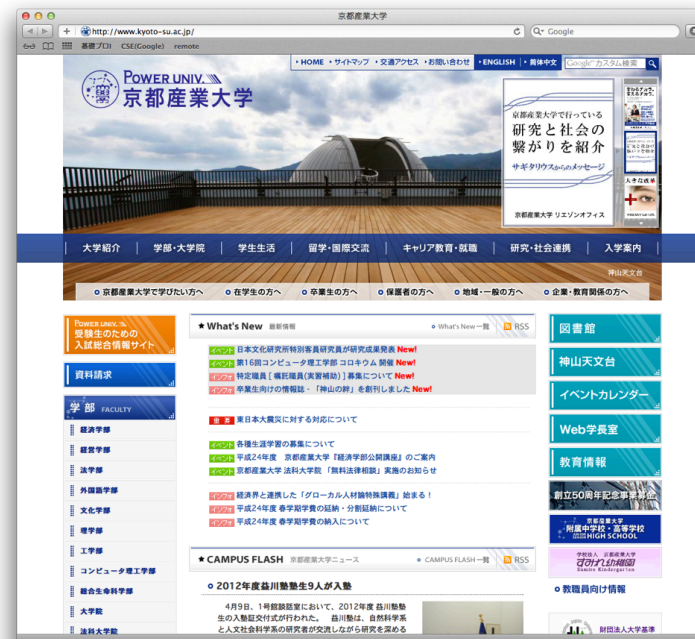 京都産業大学
http://www.kyoto-su.ac.jp/
Google
基礎プロI CSE(Google) remote
HOME ・サイトマップ ・交通アクセス ・お問い合わせ ・ENGLISH ・簡体中文 Google カスタム検索
POWER UNIV.
京都産業大学
京都産業大学で行っている
研究と社会の
繋がりを紹介
サギタリウスからのメッセージ
京都産業大学 リエゾンオフィス
大きな改革
大学紹介 学部・大学院 学生生活 留学・国際交流 キャリア教育・就職 研究・社会連携 入学案内
神山天文台
京都産業大学で学びたい方へ 在学生の方へ 卒業生の方へ 保護者の方へ 地域・一般の方へ 企業・教育関係の方へ
POWER UNIV.
受験生のための
入試総合情報サイト
資料請求
学部 FACULTY
経済学部
経営学部
法学部
外国語学部
文化学部
理学部
工学部
コンピュータ理工学部
総合生命科学部
大学院
法科大学院
★What's New 最新情報 What's New 一覧 RSS
イベント 日本文化研究所特別客員研究員が研究成果発表 New!
イベント 第16回コンピュータ理工学部 コロキウム 開催 New!
インフォ 特定職員 [ 嘱託職員(実習補助) ] 募集について New!
インフォ 卒業生向けの情報誌・「神山の絆」を創刊しました New!
重 要 東日本大震災に対する対応について
イベント 各種生涯学習の募集について
イベント 平成24年度 京都産業大学『経済学部公開講座』のご案内
イベント 京都産業大学 法科大学院 「無料法律相談」実施のお知らせ
インフォ 経済界と連携した「グローカル人材論特殊講義」始まる！
インフォ 平成24年度 春学期学費の延納・分割延納について
インフォ 平成24年度 春学期学費の納入について
★CAMPUS FLASH 京都産業大学ニュース CAMPUS FLASH 一覧 RSS
2012年度益川塾塾生9人が入塾
4月9日、1号館談話室において、2012年度 益川塾塾
生の入塾証交付式が行われた。 益川塾は、自然科学系
と人文社会科学系の研究者が交流しながら研究を深める
図書館
神山天文台
イベントカレンダー
Web学長室
教育情報
創立50周年記念事業募金
京都産業大学
附属中学校・高等学校
HIGH SCHOOL
学校法人 京都産業大学
すみれ幼稚園
Sumire Kindergarten
教職員向け情報
財団法人大学基準